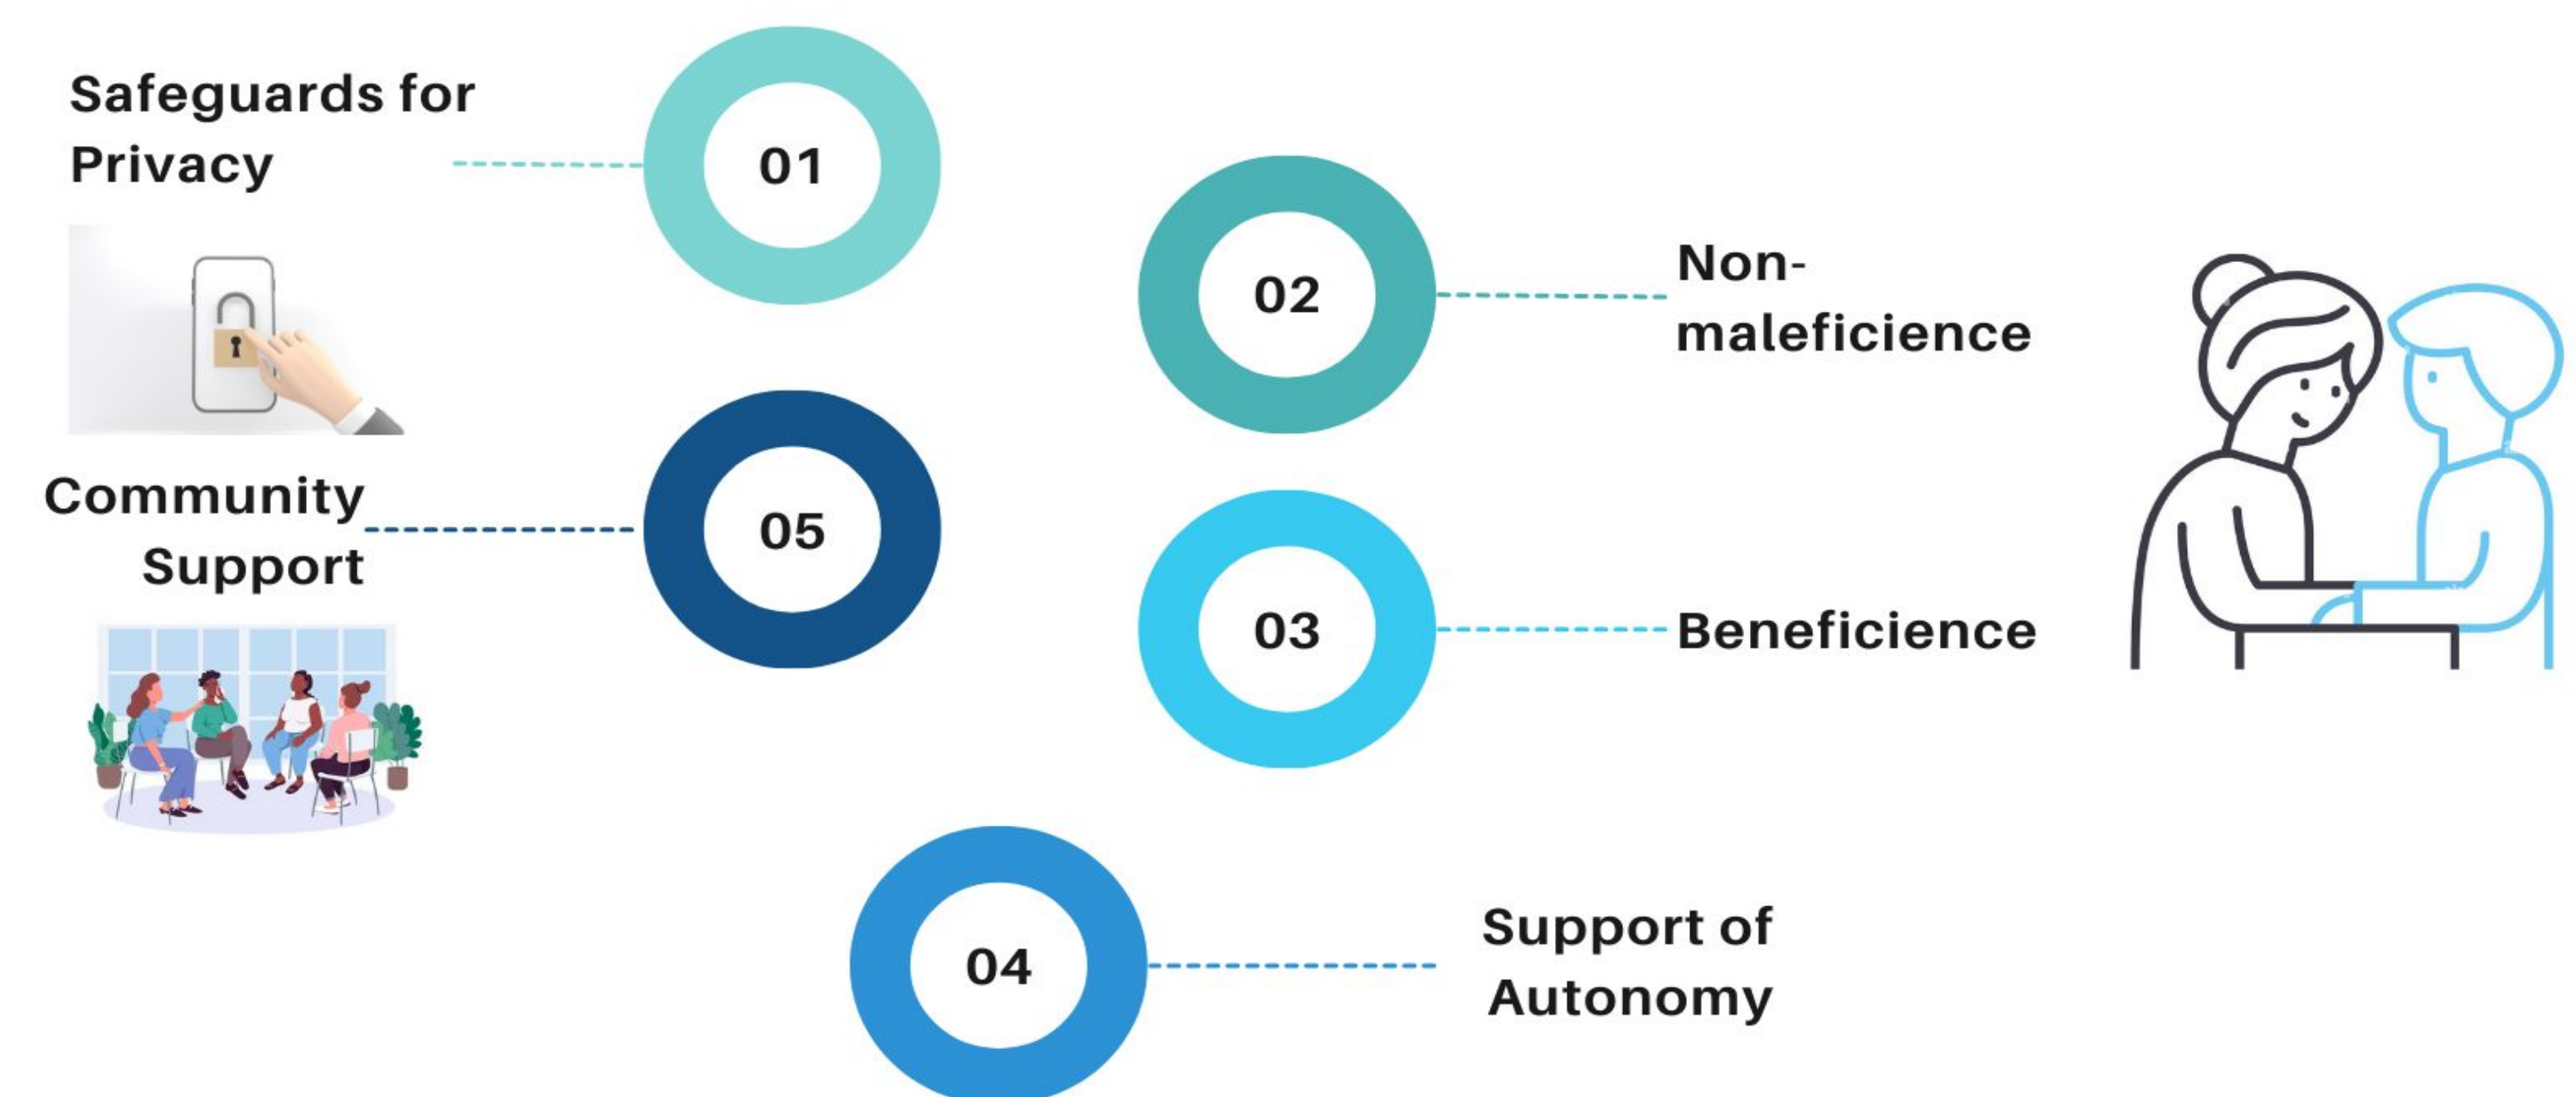 Safeguards for
Privacy
01
02
Non-
maleficience
03
Beneficience
04
Support of
Autonomy
05
Community
Support